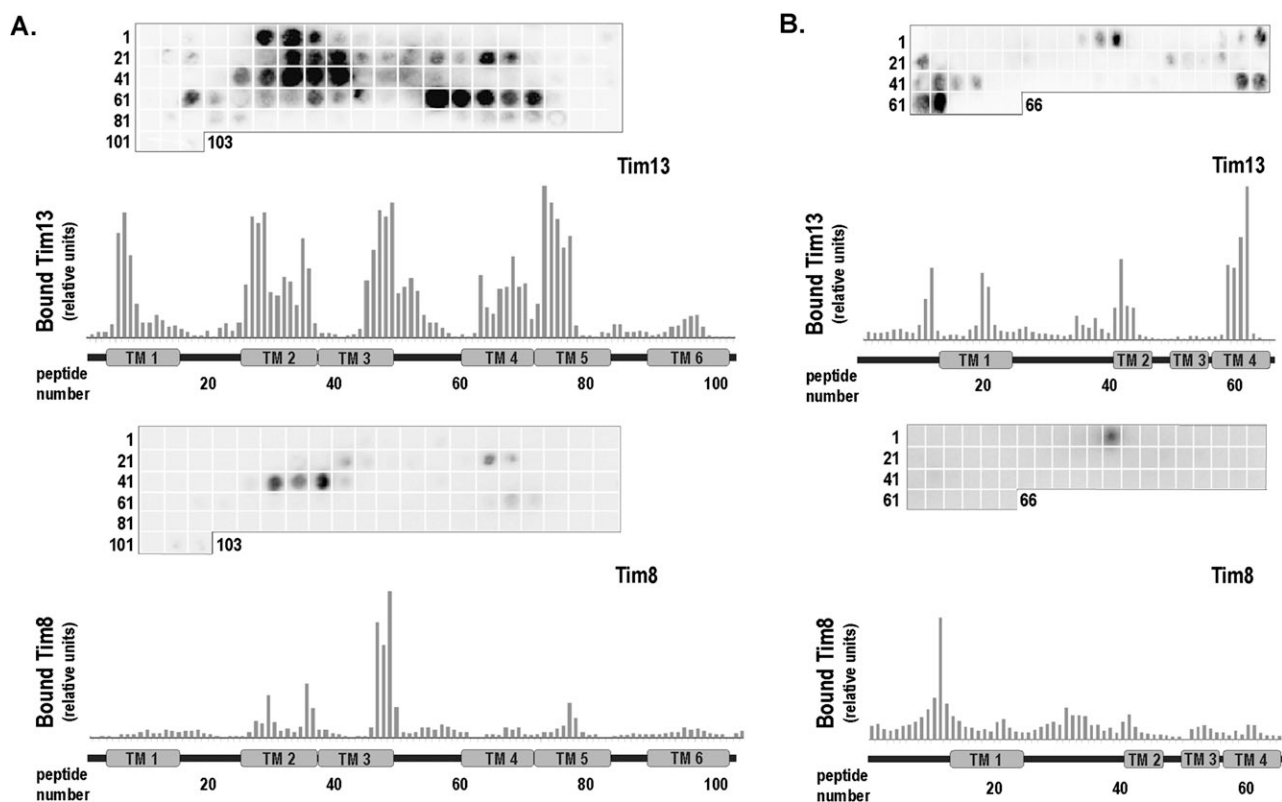 A.
1
21
41
61
81
101 103
Tim13
Bound Tim13
(relative units)
TM 1 TM 2 TM 3 TM 4 TM 5 TM 6
peptide
number 20 40 60 80 100
1
21
41
61
81
101 103
Tim8
Bound Tim8
(relative units)
TM 1 TM 2 TM 3 TM 4 TM 5 TM 6
peptide
number 20 40 60 80 100
B.
1
21
41
61 66
Tim13
Bound Tim13
(relative units)
TM 1 TM 2 TM 3 TM 4
peptide
number 20 40 60
1
21
41
61 66
Tim8
Bound Tim8
(relative units)
TM 1 TM 2 TM 3 TM 4
peptide
number 20 40 60